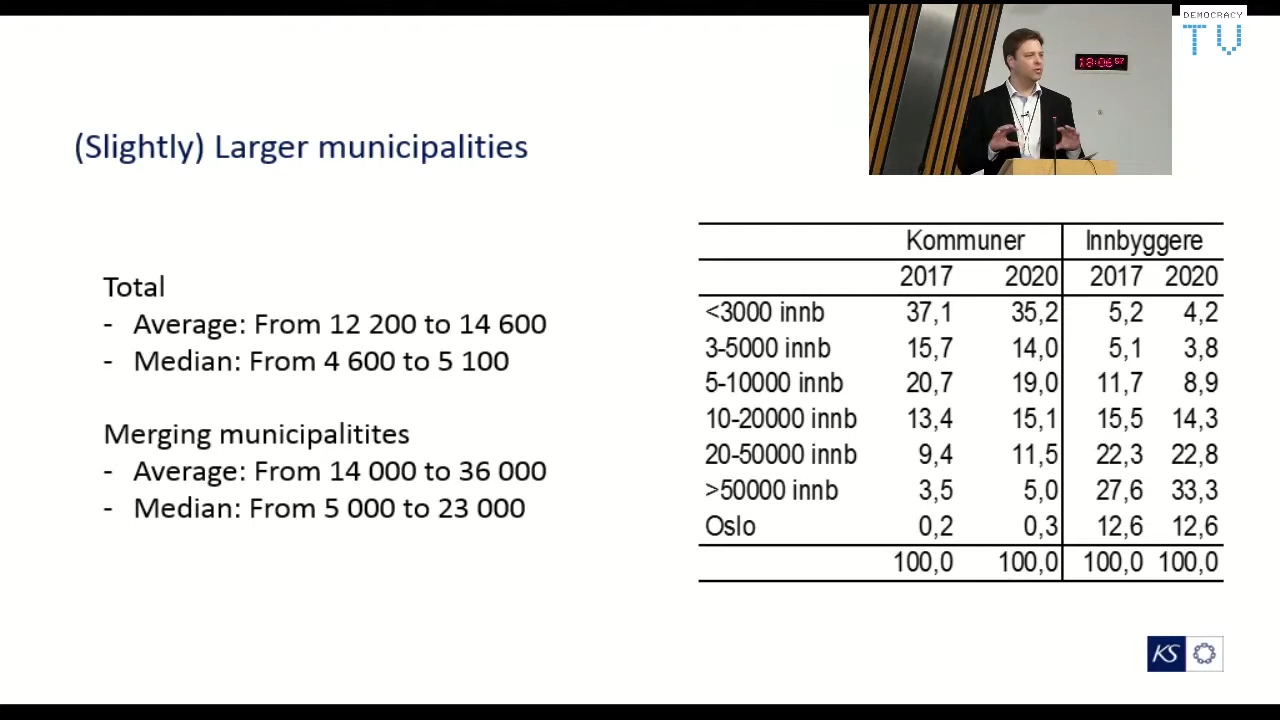 DEMOCRACY
TV
18:06 57
(Slightly) Larger municipalities
Total
- Average: From 12 200 to 14 600
- Median: From 4 600 to 5 100
Merging municipalitites
- Average: From 14 000 to 36 000
- Median: From 5 000 to 23 000
Kommuner Innbyggere
2017 2020 2017 2020
<3000 innb 37,1 35,2 5,2 4,2
3-5000 innb 15,7 14,0 5,1 3,8
5-10000 innb 20,7 19,0 11,7 8,9
10-20000 innb 13,4 15,1 15,5 14,3
20-50000 innb 9,4 11,5 22,3 22,8
>50000 innb 3,5 5,0 27,6 33,3
Oslo 0,2 0,3 12,6 12,6
100,0 100,0 100,0 100,0
KS